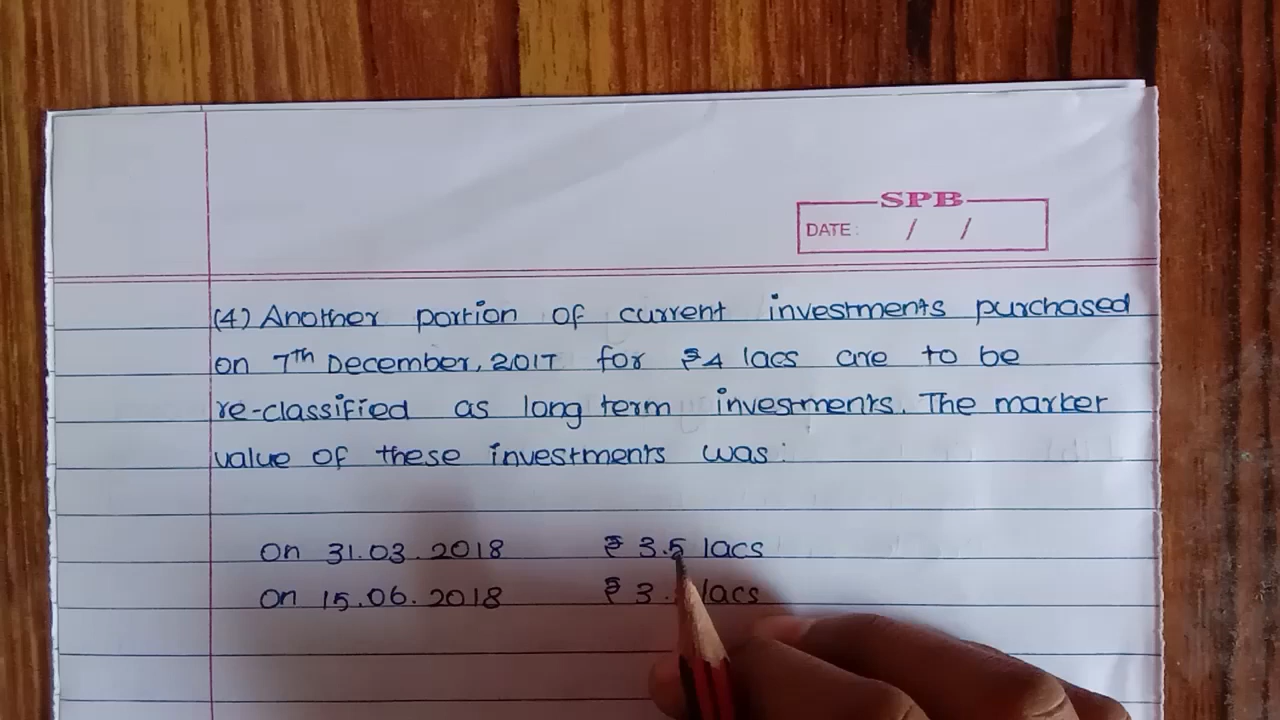 SPB
DATE: / /
(4) Another portion of current investments purchased
on 7th December, 2017 for ₹4 lacs are to be
re-classified as long term investments. The market
value of these investments was:
On 31.03.2018 ₹ 3.5 lacs
On 15.06.2018 ₹ lacs